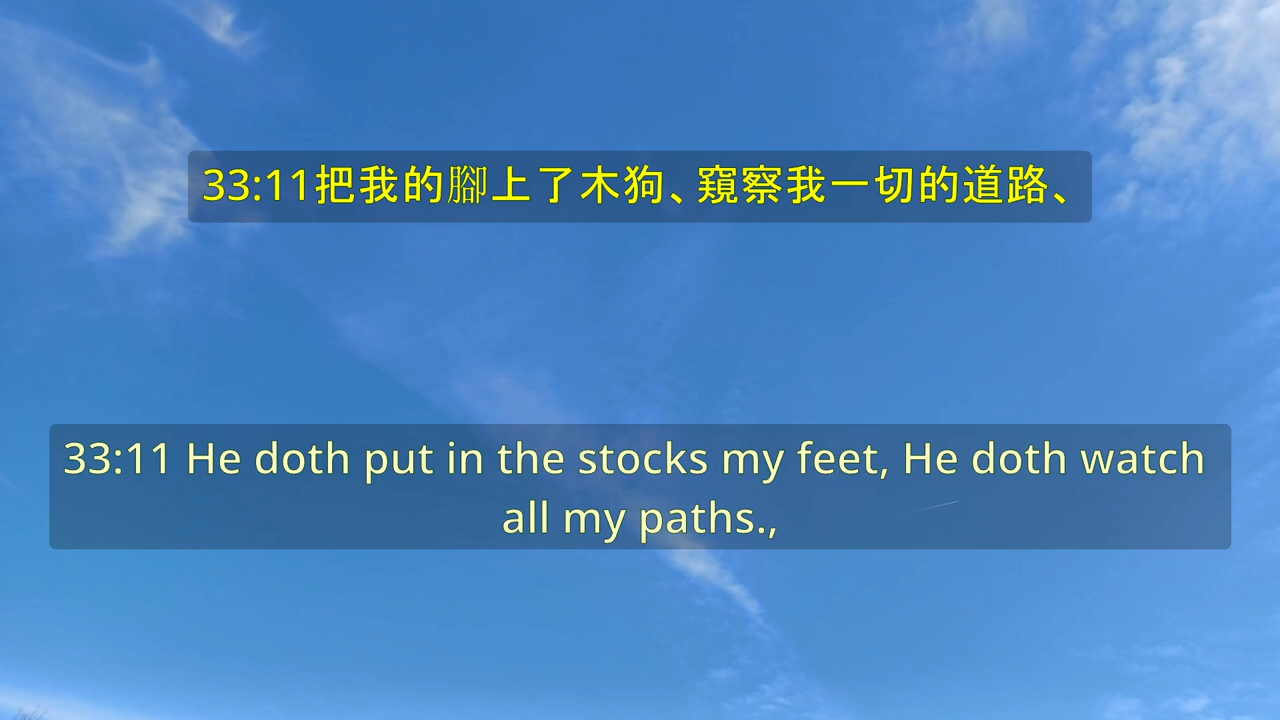 33:11把我的腳上了木狗、窺察我一切的道路、
33:11 He doth put in the stocks my feet, He doth watch
all my paths.,